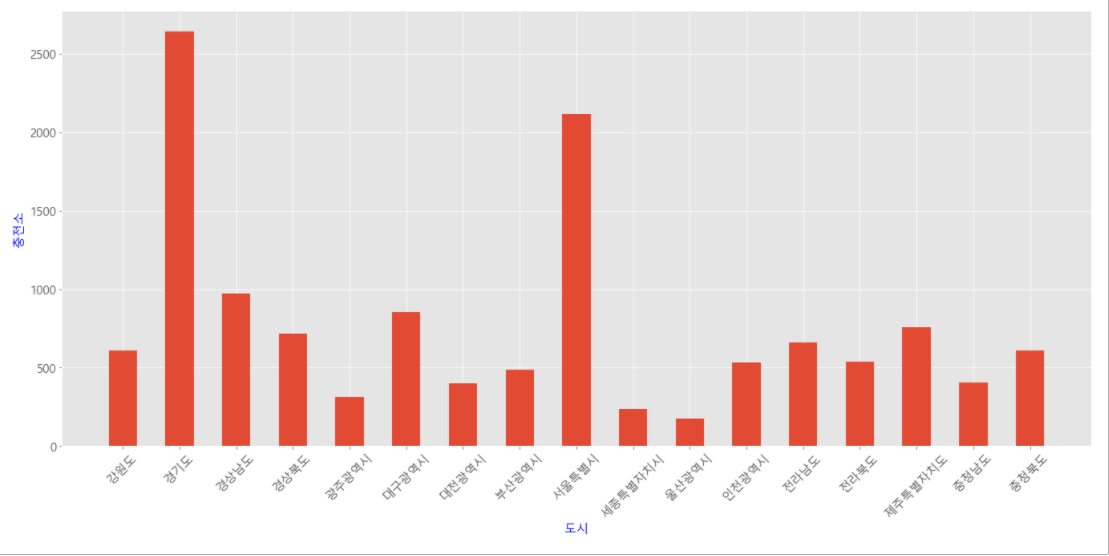 2500
2000
1500
1000
500
0
충전소
강원도
경기도
경상남도
경상북도
광주광역시
대구광역시
대전광역시
부산광역시
서울특별시
세종특별자치시
울산광역시
인천광역시
전라남도
전라북도
제주특별자치도
충청남도
충청북도
도시